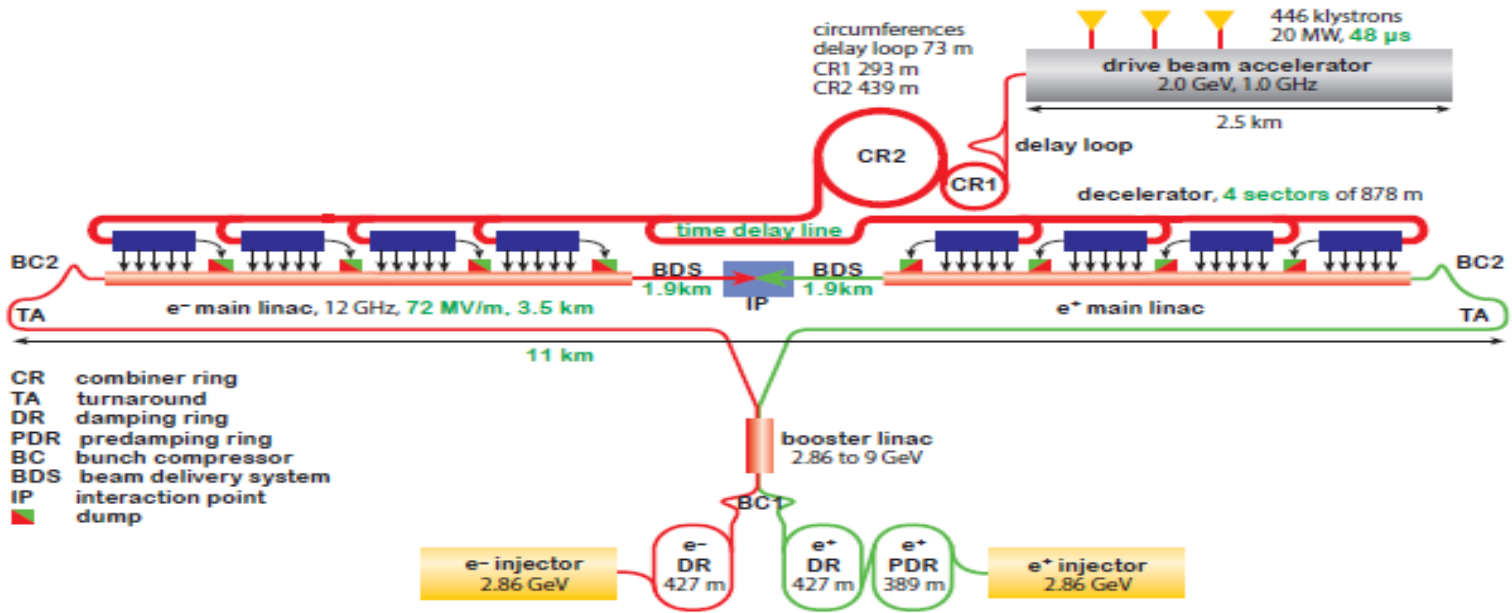 circumferences
delay loop 73 m
CR1 293 m
CR2 439 m
446 klystrons
20 MW, 48 µs
drive beam accelerator
2.0 GeV, 1.0 GHz
2.5 km
delay loop
CR2
CR1
decelerator, 4 sectors of 878 m
time delay line
BC2
BDS
1.9km
IP
BDS
1.9km
BC2
e– main linac, 12 GHz, 72 MV/m, 3.5 km
e+ main linac
TA
TA
11 km
CR combiner ring
TA turnaround
DR damping ring
PDR predamping ring
BC bunch compressor
BDS beam delivery system
IP interaction point
dump
booster linac
2.86 to 9 GeV
BC1
e– injector
2.86 GeV
e–
DR
427 m
e+
DR
427 m
e+
PDR
389 m
e+ injector
2.86 GeV